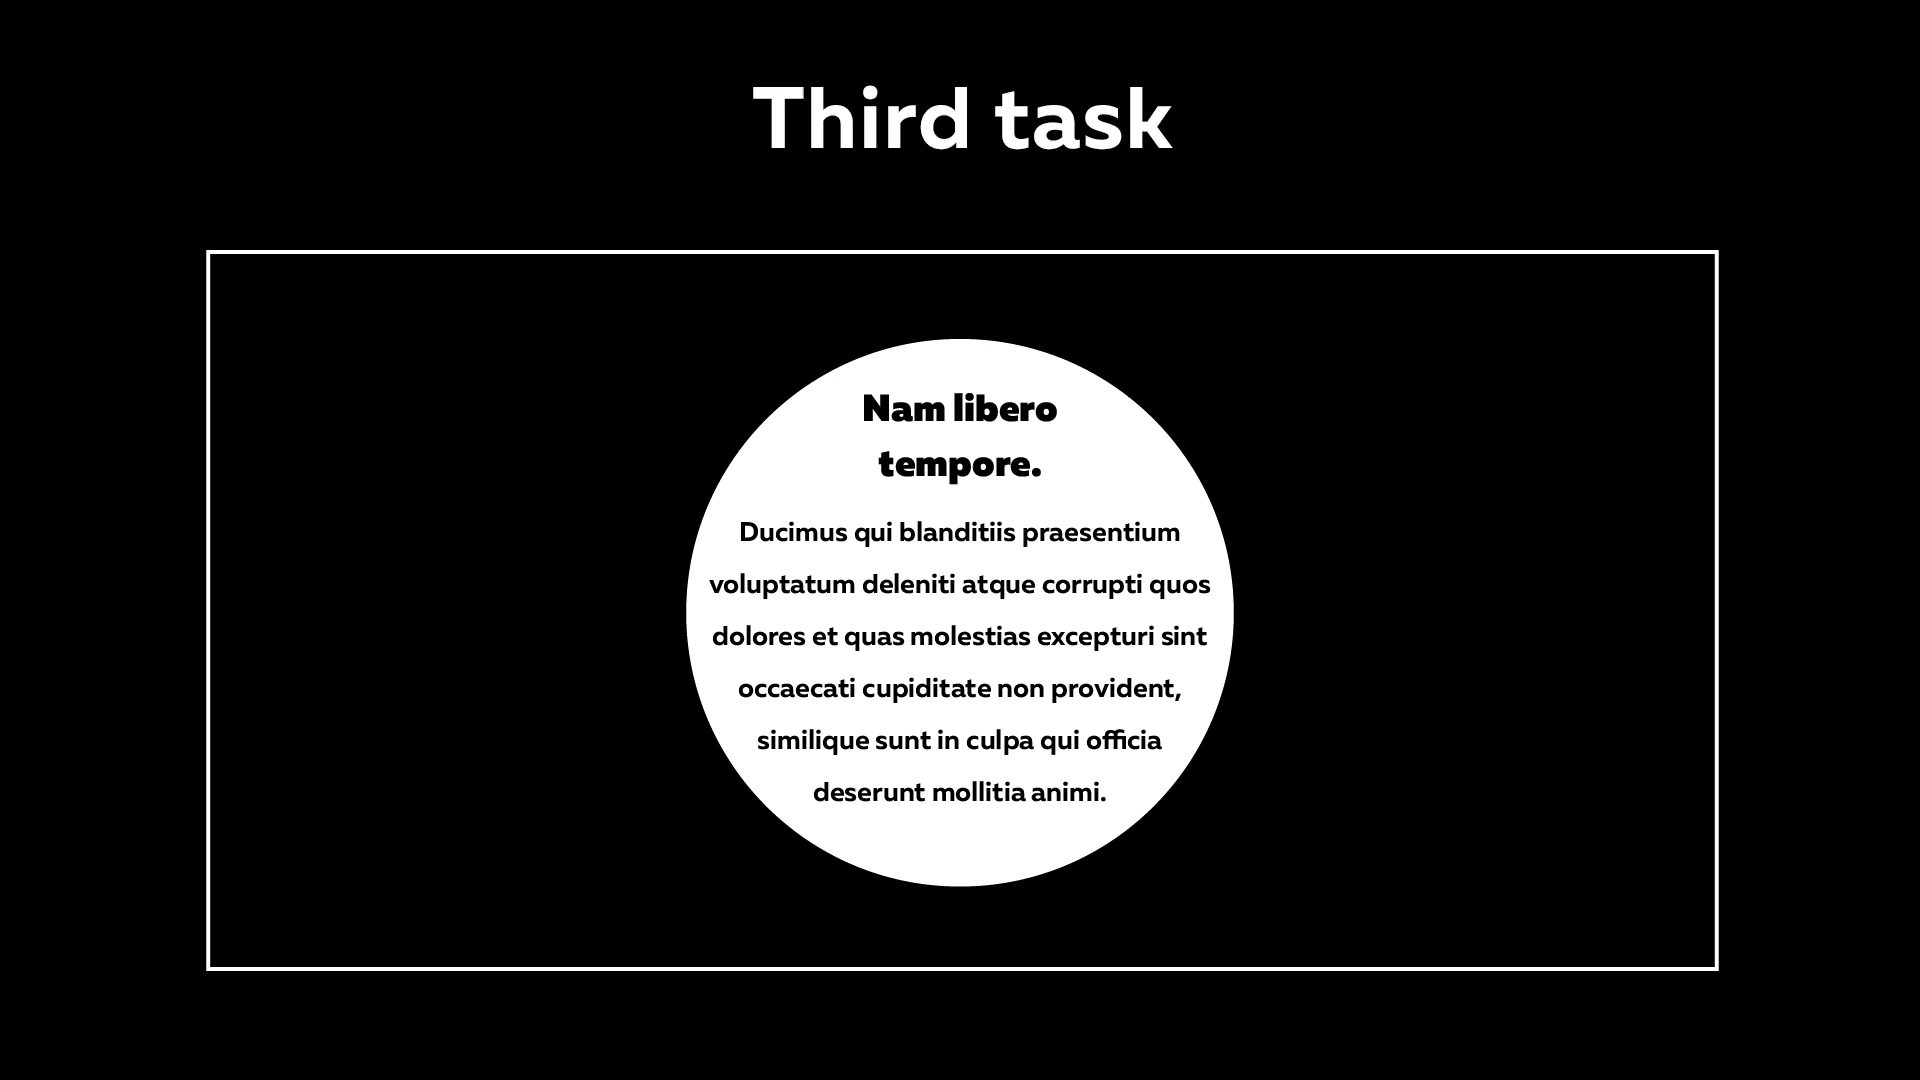 Third task
Nam libero
tempore.
Ducimus qui blanditiis praesentium
voluptatum deleniti atque corrupti quos
dolores et quas molestias excepturi sint
occaecati cupiditate non provident,
similique sunt in culpa qui officia
deserunt mollitia animi.